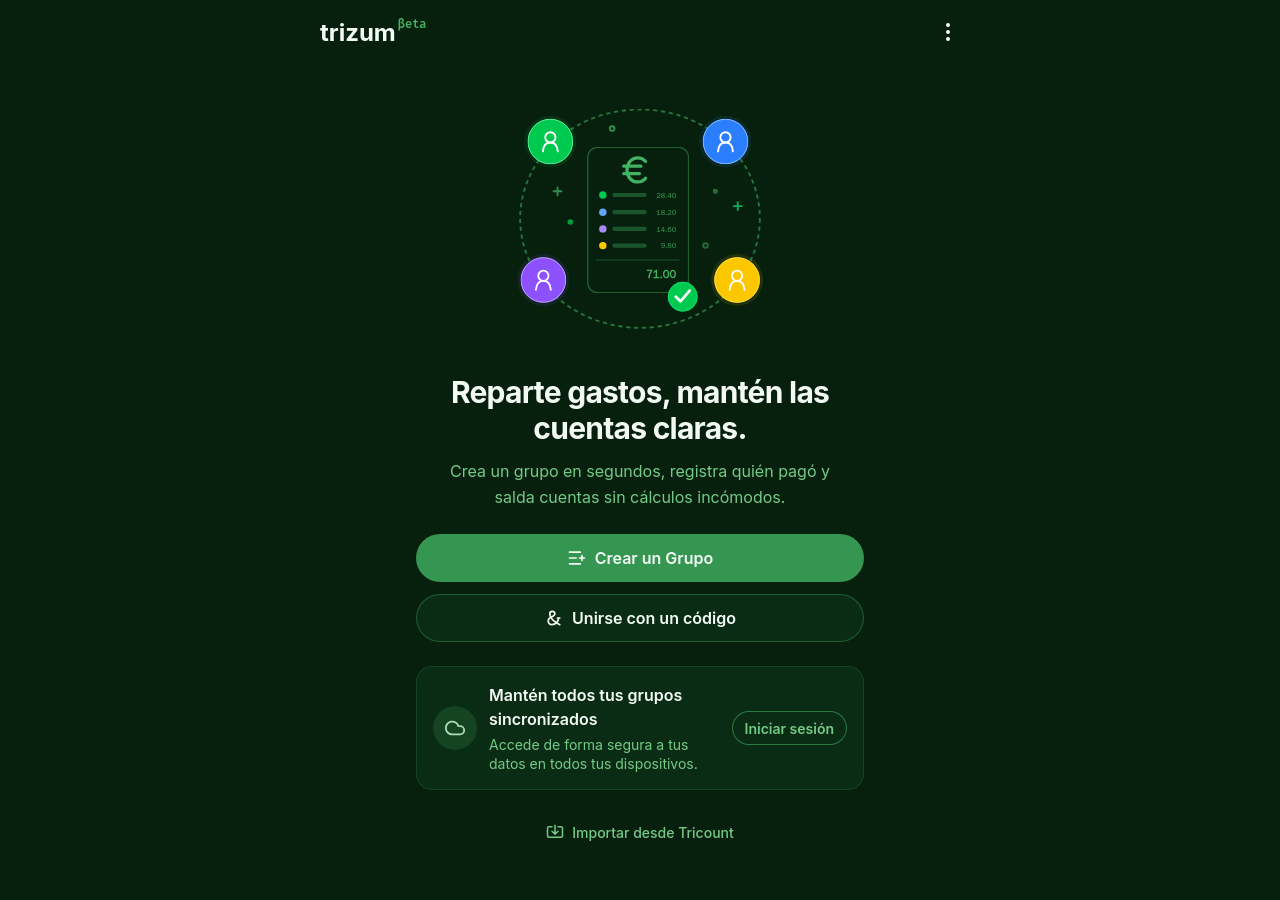 trizum βeta
€
28.40
18.20
14.60
9.80
71.00
Reparte gastos, mantén las
cuentas claras.
Crea un grupo en segundos, registra quién pagó y
salda cuentas sin cálculos incómodos.
Crear un Grupo
& Unirse con un código
Mantén todos tus grupos
sincronizados
Accede de forma segura a tus
datos en todos tus dispositivos.
Iniciar sesión
Importar desde Tricount